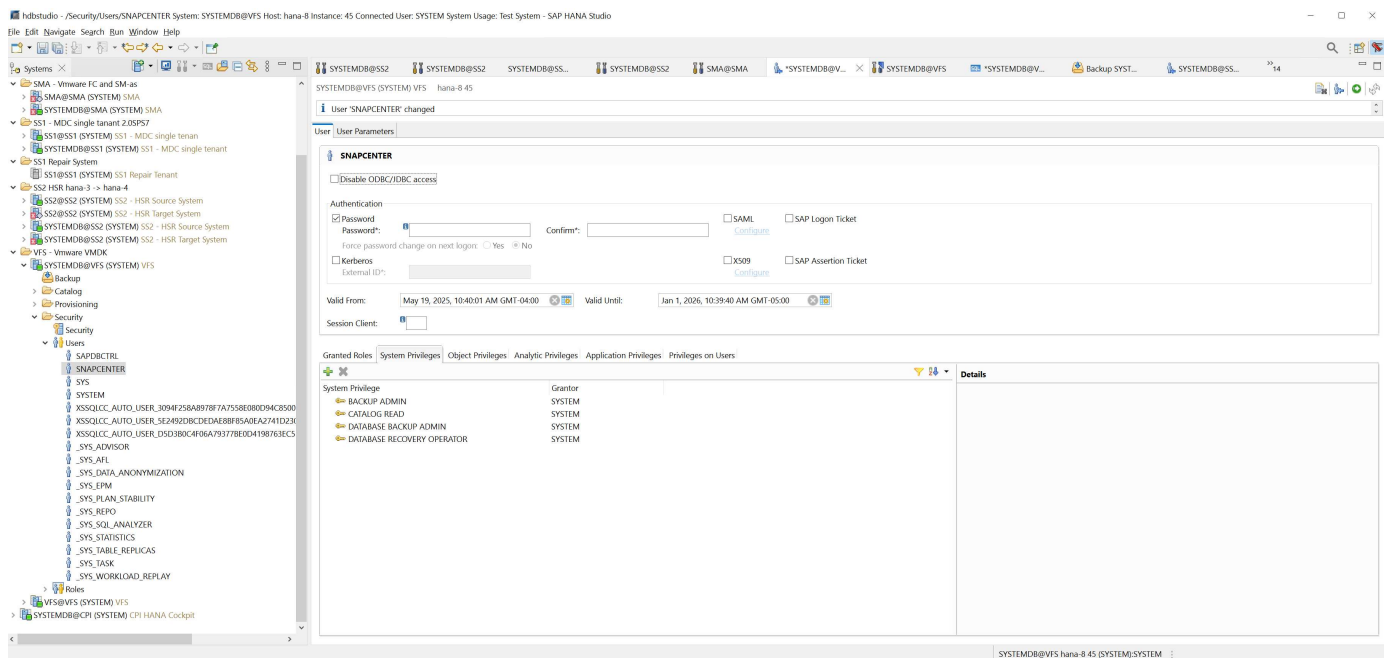 hdbstudio - /Security/Users/SNAPCENTER System: SYSTEMDB@VFS Host: hana-8 Instance: 45 Connected User: SYSTEM System Usage: Test System - SAP HANA Studio
File Edit Navigate Search Run Window Help
Systems
SMA - Vmware FC and SM-as
SMA@SMA (SYSTEM) SMA
SYSTEMDB@SMA (SYSTEM) SMA
SS1 - MDC single tanant 2.0SPS7
SS1@SS1 (SYSTEM) SS1 - MDC single tenan
SYSTEMDB@SS1 (SYSTEM) SS1 - MDC single tenant
SS1 Repair System
SS1@SS1 (SYSTEM) SS1 Repair Tenant
SS2 HSR hana-3 -> hana-4
SS2@SS2 (SYSTEM) SS2 - HSR Source System
SS2@SS2 (SYSTEM) SS2 - HSR Target System
SYSTEMDB@SS2 (SYSTEM) SS2 - HSR Source System
SYSTEMDB@SS2 (SYSTEM) SS2 - HSR Target System
VFS - Vmware VMDK
SYSTEMDB@VFS (SYSTEM) VFS
Backup
Catalog
Provisioning
Security
Security
Users
SAPDBCTRL
SNAPCENTER
SYS
SYSTEM
XSSQLCC_AUTO_USER_3094F258A8978F7A7558E080D94C8500
XSSQLCC_AUTO_USER_5E2492DBCDEDAE8BF85A0EA2741D23
XSSQLCC_AUTO_USER_D5D3B0C4F06A79377BE0D4198763EC5
_SYS_ADVISOR
_SYS_AFL
_SYS_DATA_ANONYMIZATION
_SYS_EPM
_SYS_PLAN_STABILITY
_SYS_REPO
_SYS_SQL_ANALYZER
_SYS_STATISTICS
_SYS_TABLE_REPLICAS
_SYS_TASK
_SYS_WORKLOAD_REPLAY
Roles
VFS@VFS (SYSTEM) VFS
SYSTEMDB@CPI (SYSTEM) CPI HANA Cockpit
SYSTEMDB@SS2 SYSTEMDB@SS2 SYSTEMDB@SS... SYSTEMDB@SS2 SMA@SMA *SYSTEMDB@V... SYSTEMDB@VFS *SYSTEMDB@V... Backup SYST... SYSTEMDB@SS... 14
SYSTEMDB@VFS (SYSTEM) VFS hana-8 45
User 'SNAPCENTER' changed
User User Parameters
SNAPCENTER
Disable ODBC/JDBC access
Authentication
Password SAML SAP Logon Ticket
Password*: Confirm*: Configure
Force password change on next logon: Yes No
Kerberos X509 SAP Assertion Ticket
External ID*: Configure
Valid From: May 19, 2025, 10:40:01 AM GMT-04:00 Valid Until: Jan 1, 2026, 10:39:40 AM GMT-05:00
Session Client:
Granted Roles System Privileges Object Privileges Analytic Privileges Application Privileges Privileges on Users
Details
System Privilege Grantor
BACKUP ADMIN SYSTEM
CATALOG READ SYSTEM
DATABASE BACKUP ADMIN SYSTEM
DATABASE RECOVERY OPERATOR SYSTEM
SYSTEMDB@VFS hana-8 45 (SYSTEM):SYSTEM